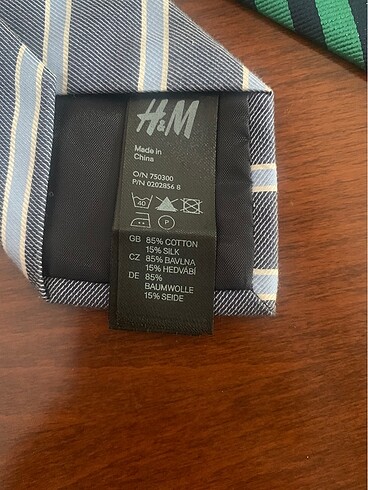 H&M
Made in
China
O/N 750300
P/N 0202856 8
40
P
GB 85% COTTON
15% SILK
CZ 85% BAVLNA
15% HEDVÁBÍ
DE 85%
BAUMWOLLE
15% SEIDE